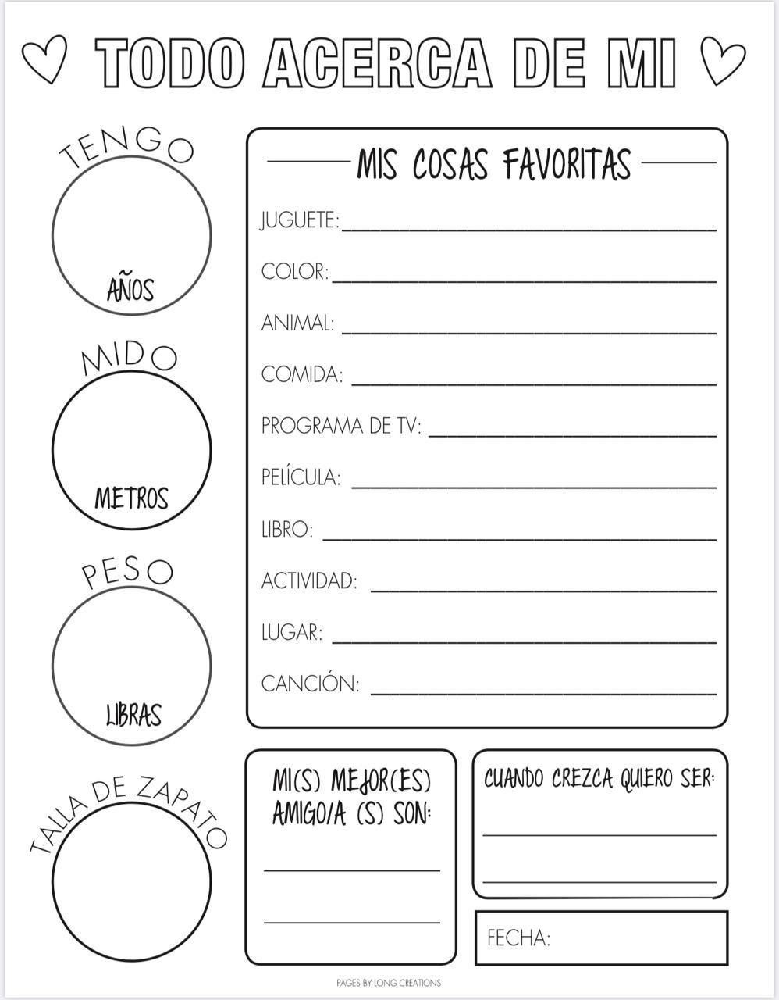 TODO ACERCA DE MI
TENGO
AÑOS
MIDO
METROS
PESO
LIBRAS
TALLA DE ZAPATO
MIS COSAS FAVORITAS
JUGUETE:
COLOR:
ANIMAL:
COMIDA:
PROGRAMA DE TV:
PELÍCULA:
LIBRO:
ACTIVIDAD:
LUGAR:
CANCIÓN:
MI(S) MEJOR(ES)
AMIGO/A (S) SON:
CUANDO CREZCA QUIERO SER:
FECHA:
PAGES BY LONG CREATIONS